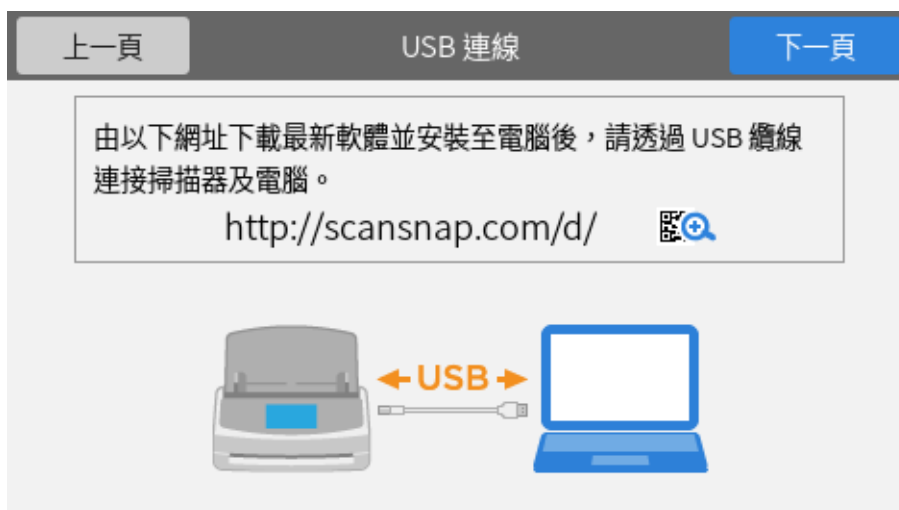 上一頁
USB 連線
下一頁
由以下網址下載最新軟體並安裝至電腦後，請透過 USB 纜線
連接掃描器及電腦。
http://scansnap.com/d/
USB